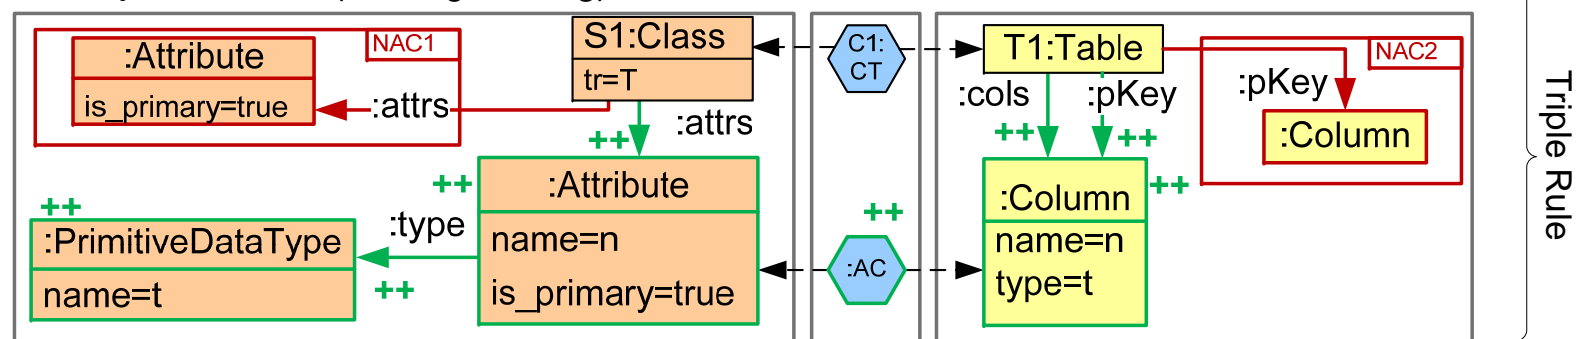 :Attribute
is_primary=true
NAC1
:attrs
S1:Class
tr=T
:attrs
++
++
:Attribute
name=n
is_primary=true
++
:PrimitiveDataType
name=t
:type
++
C1:
CT
++
:AC
T1:Table
:cols
:pKey
++
++
++
:Column
name=n
type=t
NAC2
:pKey
:Column
Triple Rule